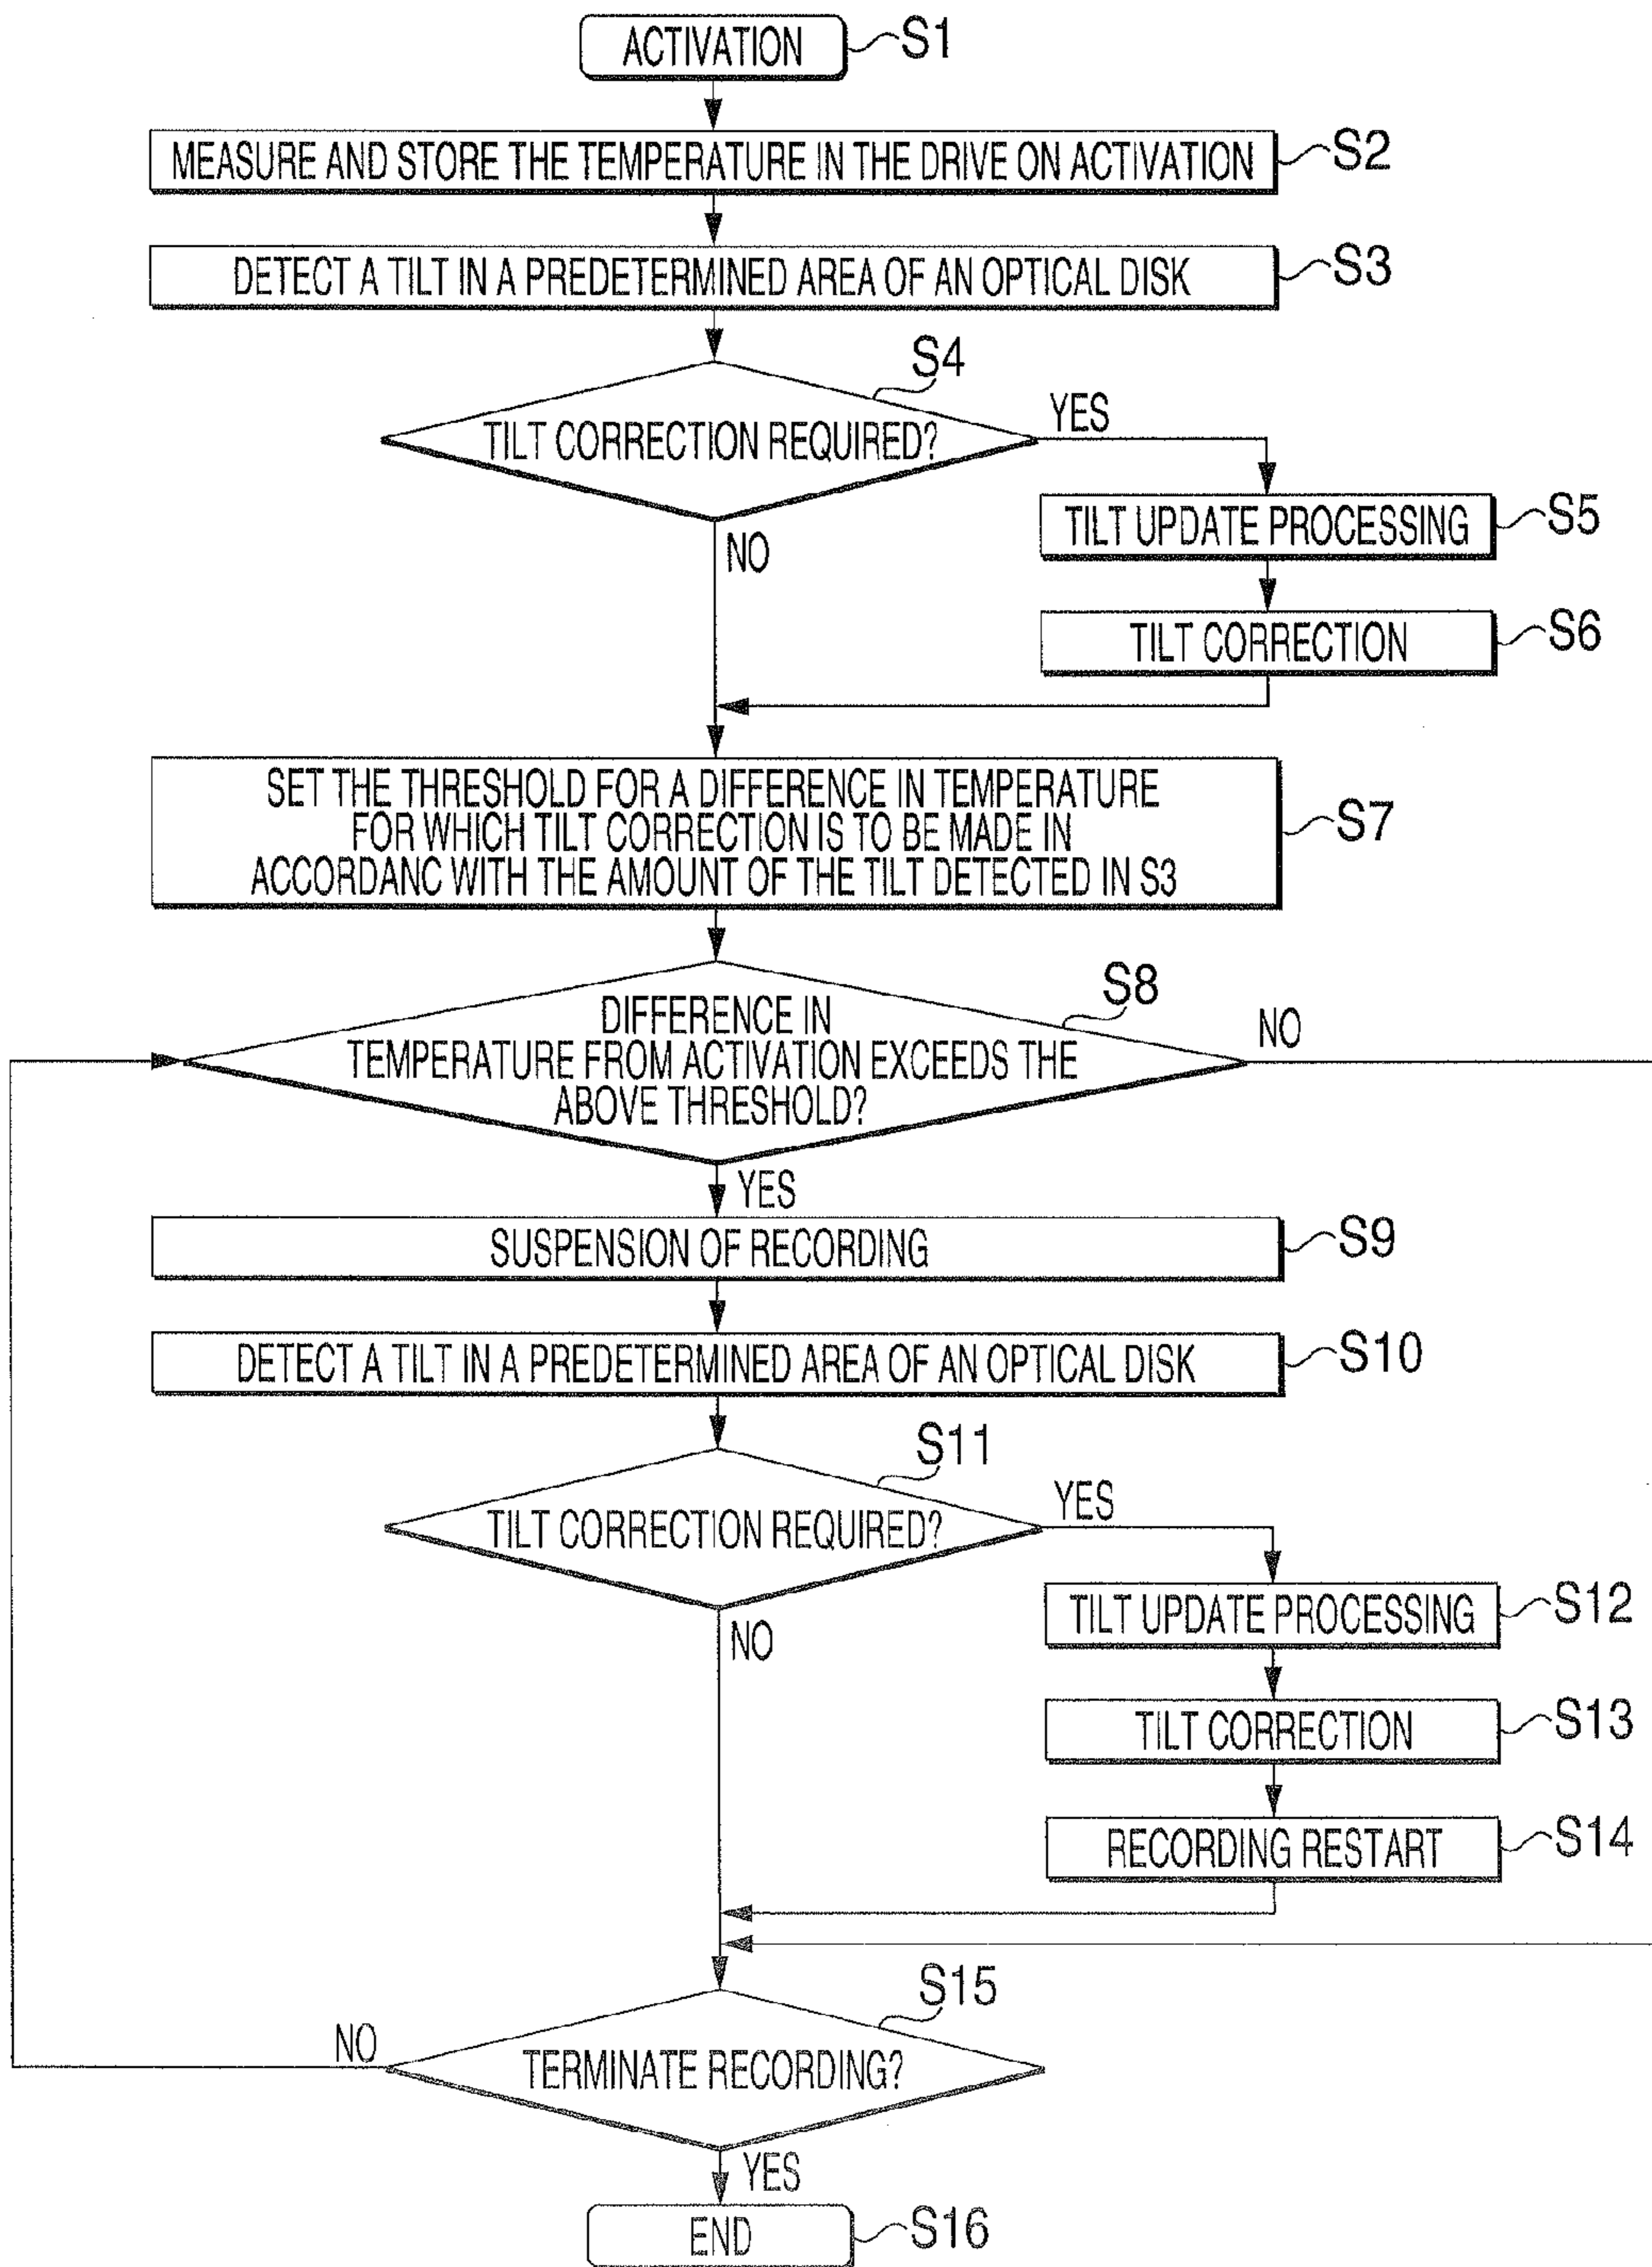 ACTIVATION
S1
MEASURE AND STORE THE TEMPERATURE IN THE DRIVE ON ACTIVATION
S2
DETECT A TILT IN A PREDETERMINED AREA OF AN OPTICAL DISK
S3
S4
TILT CORRECTION REQUIRED?
YES
NO
TILT UPDATE PROCESSING
S5
TILT CORRECTION
S6
SET THE THRESHOLD FOR A DIFFERENCE IN TEMPERATURE
FOR WHICH TILT CORRECTION IS TO BE MADE IN
ACCORDANC WITH THE AMOUNT OF THE TILT DETECTED IN S3
S7
S8
DIFFERENCE IN
TEMPERATURE FROM ACTIVATION EXCEEDS THE
ABOVE THRESHOLD?
NO
YES
SUSPENSION OF RECORDING
S9
DETECT A TILT IN A PREDETERMINED AREA OF AN OPTICAL DISK
S10
S11
TILT CORRECTION REQUIRED?
YES
NO
TILT UPDATE PROCESSING
S12
TILT CORRECTION
S13
RECORDING RESTART
S14
S15
NO
TERMINATE RECORDING?
YES
END
S16